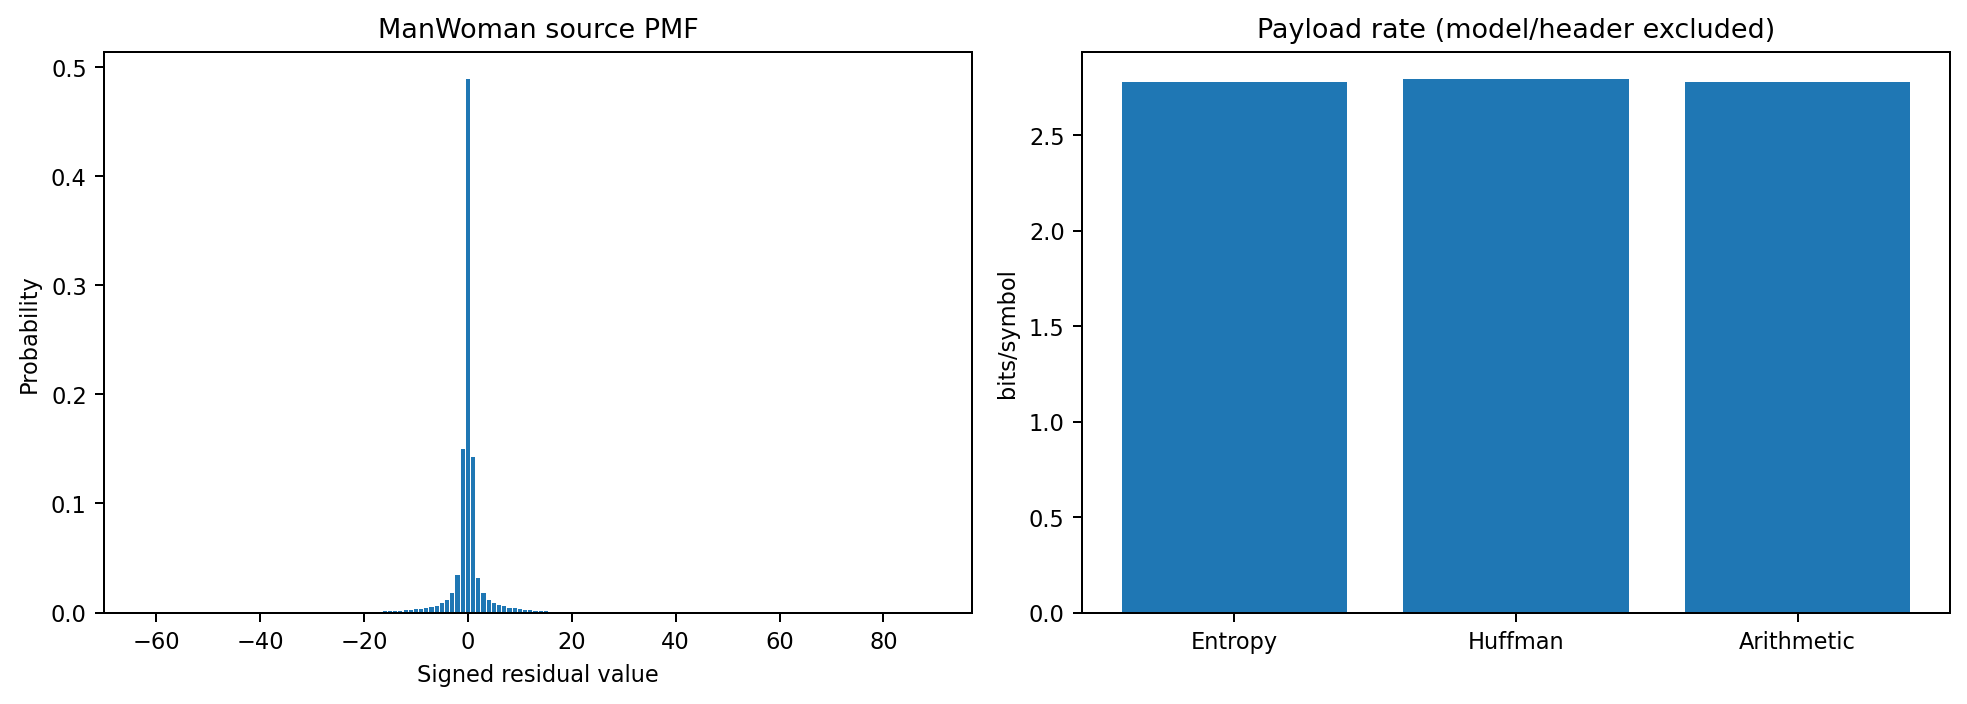 ManWoman source PMF
Probability
0.5
0.4
0.3
0.2
0.1
0.0
−60 −40 −20 0 20 40 60 80
Signed residual value
Payload rate (model/header excluded)
bits/symbol
2.5
2.0
1.5
1.0
0.5
0.0
Entropy Huffman Arithmetic